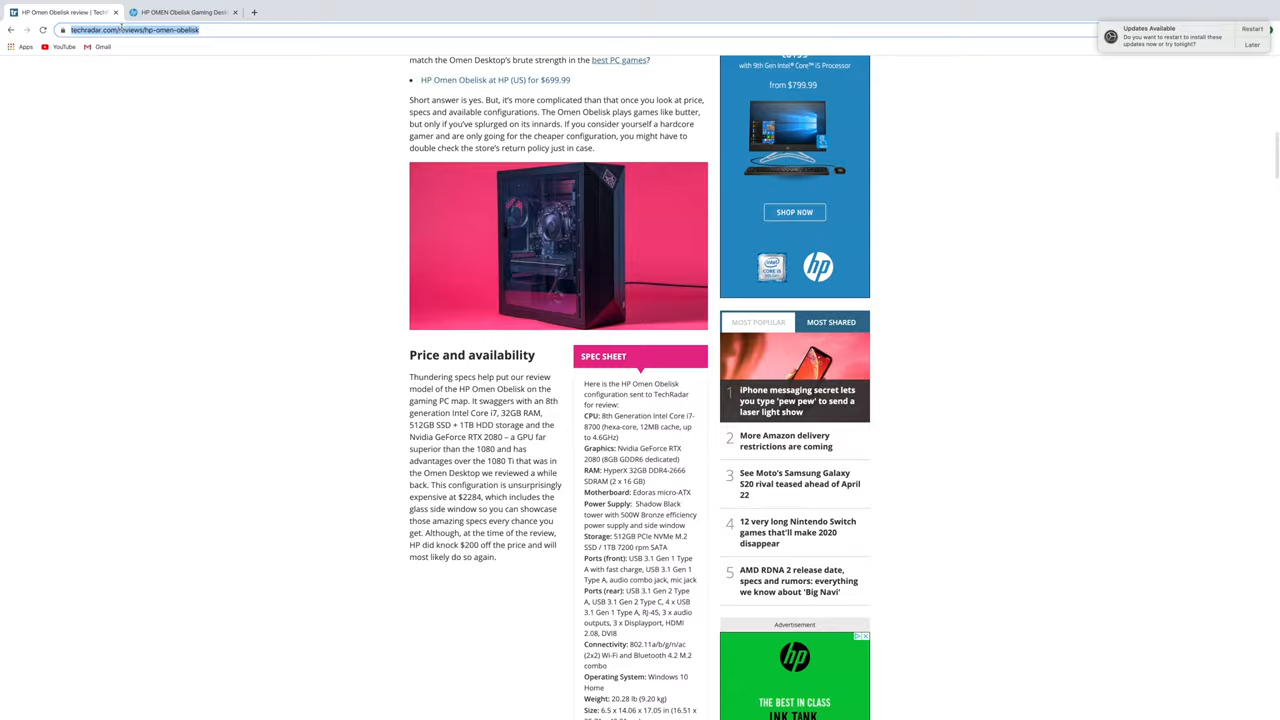 HP Omen Obelisk review | Tech
HP OMEN Obelisk Gaming Desk
techradar.com/reviews/hp-omen-obelisk
Apps
YouTube
Gmail
Updates Available
Do you want to restart to install these
updates now or try tonight?
Restart
Later
match the Omen Desktop's brute strength in the best PC games?
HP Omen Obelisk at HP (US) for $699.99
Short answer is yes. But, it's more complicated than that once you look at price,
specs and available configurations. The Omen Obelisk plays games like butter,
but only if you've splurged on its innards. If you consider yourself a hardcore
gamer and are only going for the cheaper configuration, you might have to
double check the store's return policy just in case.
Price and availability
Thundering specs help put our review
model of the HP Omen Obelisk on the
gaming PC map. It swaggers with an 8th
generation Intel Core i7, 32GB RAM,
512GB SSD + 1TB HDD storage and the
Nvidia GeForce RTX 2080 – a GPU far
superior than the 1080 and has
advantages over the 1080 Ti that was in
the Omen Desktop we reviewed a while
back. This configuration is unsurprisingly
expensive at $2284, which includes the
glass side window so you can showcase
those amazing specs every chance you
get. Although, at the time of the review,
HP did knock $200 off the price and will
most likely do so again.
SPEC SHEET
Here is the HP Omen Obelisk
configuration sent to TechRadar
for review:
CPU: 8th Generation Intel Core i7-
8700 (hexa-core, 12MB cache, up
to 4.6GHz)
Graphics: Nvidia GeForce RTX
2080 (8GB GDDR6 dedicated)
RAM: HyperX 32GB DDR4-2666
SDRAM (2 x 16 GB)
Motherboard: Edoras micro-ATX
Power Supply: Shadow Black
tower with 500W Bronze efficiency
power supply and side window
Storage: 512GB PCIe NVMe M.2
SSD / 1TB 7200 rpm SATA
Ports (front): USB 3.1 Gen 1 Type
A with fast charge, USB 3.1 Gen 1
Type A, audio combo jack, mic jack
Ports (rear): USB 3.1 Gen 2 Type
A, USB 3.1 Gen 2 Type C, 4 x USB
3.1 Gen 1 Type A, RJ-45, 3 x audio
outputs, 3 x Displayport, HDMI
2.08, DVI8
Connectivity: 802.11a/b/g/n/ac
(2x2) Wi-Fi and Bluetooth 4.2 M.2
combo
Operating System: Windows 10
Home
Weight: 20.28 lb (9.20 kg)
Size: 6.5 x 14.06 x 17.05 in (16.51 x
with 9th Gen Intel® Core™ i5 Processor
from $799.99
SHOP NOW
intel
CORE i5
hp
MOST POPULAR
MOST SHARED
1 iPhone messaging secret lets
you type 'pew pew' to send a
laser light show
2 More Amazon delivery
restrictions are coming
3 See Moto's Samsung Galaxy
S20 rival teased ahead of April
22
4 12 very long Nintendo Switch
games that'll make 2020
disappear
5 AMD RDNA 2 release date,
specs and rumors: everything
we know about 'Big Navi'
Advertisement
hp
THE BEST IN CLASS
INK TANK